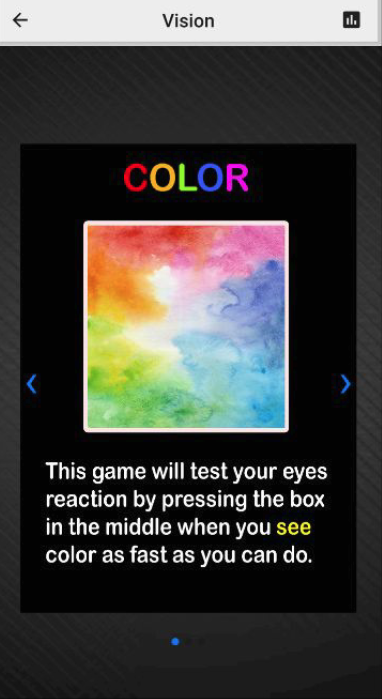 Vision
COLOR
This game will test your eyes
reaction by pressing the box
in the middle when you see
color as fast as you can do.